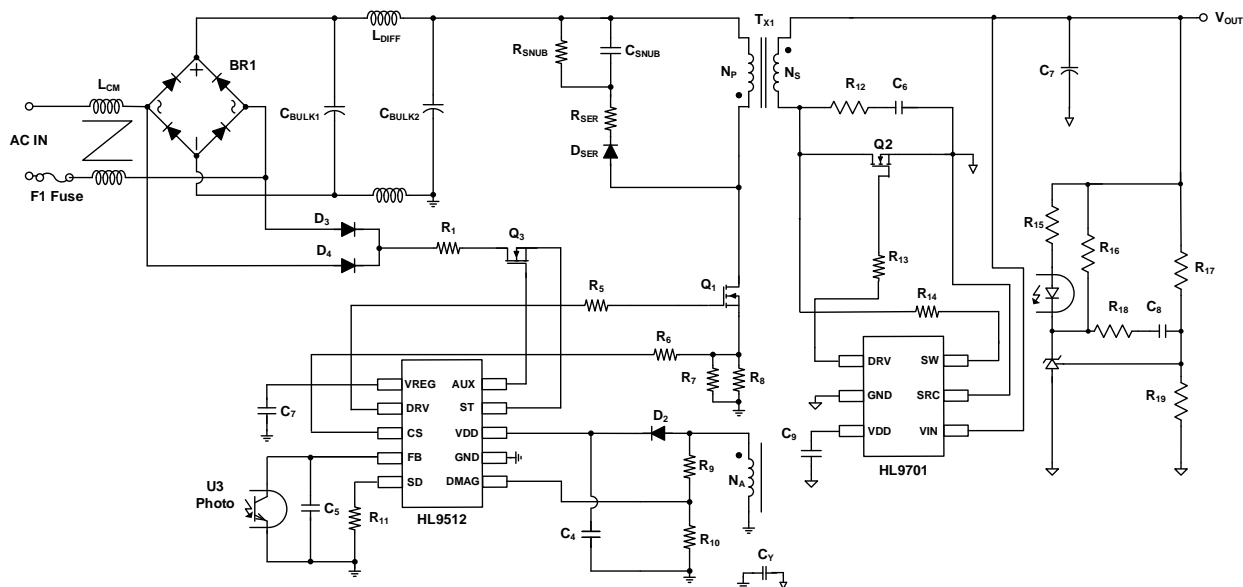 TX1
VOUT
LDIFF
RSNUB
CSNUB
BR1
LCM
NP
NS
C7
R12
C6
CBULK1
CBULK2
RSER
AC IN
DSER
Q2
F1 Fuse
D3
R1
Q3
D4
R15
R16
R17
R13
Q1
R5
R14
R18
C8
R6
R7
R8
DRV
SW
GND
SRC
VDD
VIN
HL9701
R19
C9
VREG
AUX
DRV
ST
CS
VDD
FB
GND
SD
DMAG
HL9512
C7
D2
R9
NA
U3
Photo
C5
R11
C4
R10
CY